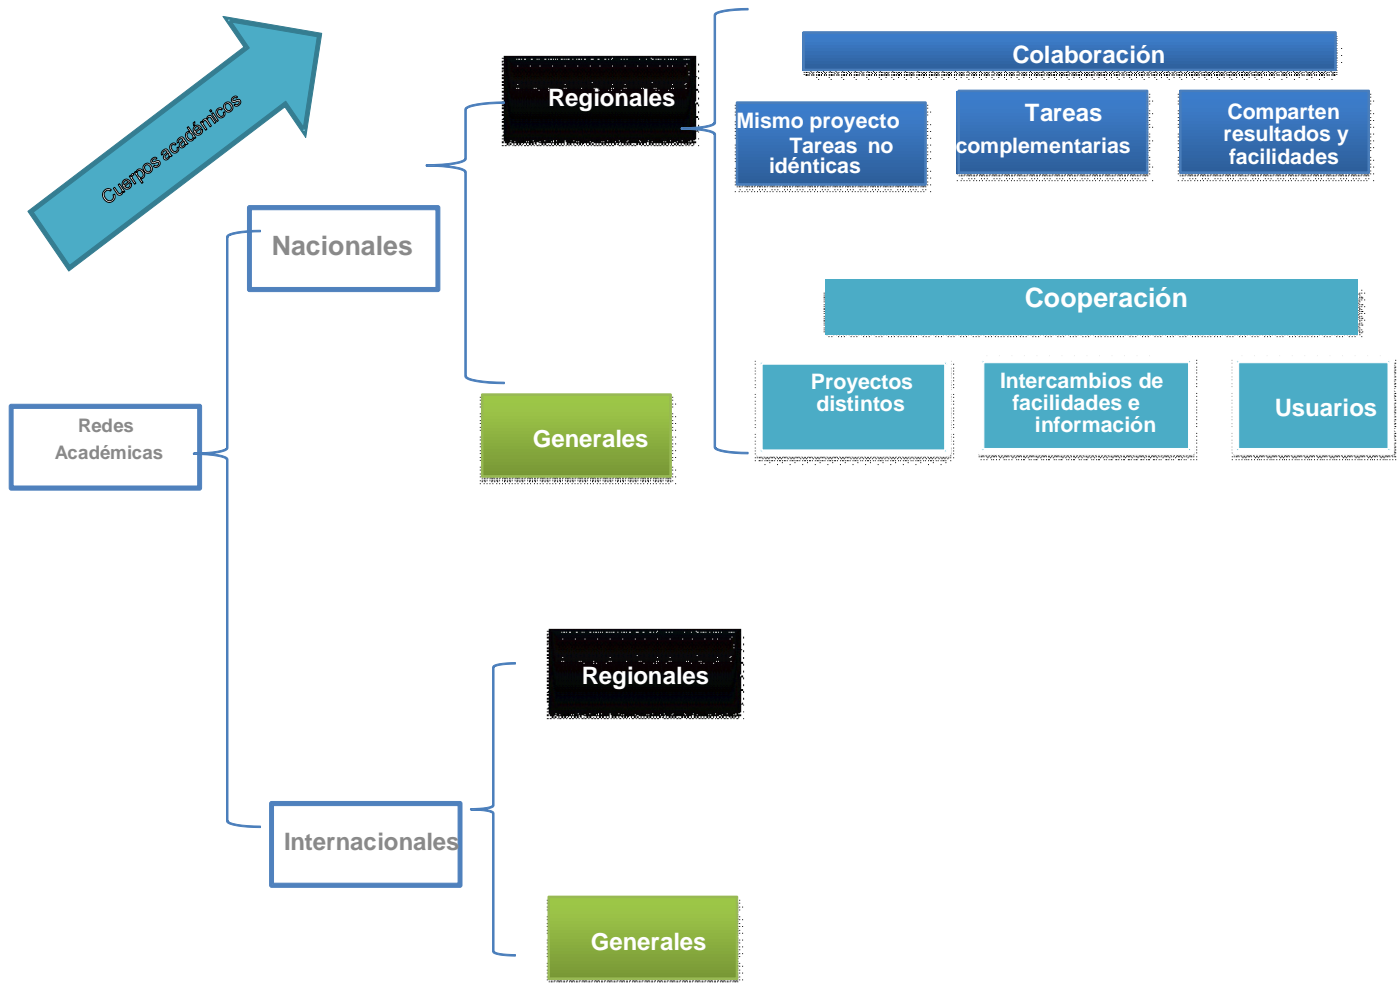 Cuerpos académicos
Colaboración
Regionales
Mismo proyecto
Tareas no
idénticas
Tareas
complementarias
Comparten
resultados y
facilidades
Nacionales
Cooperación
Proyectos
distintos
Intercambios de
facilidades e
información
Usuarios
Generales
Redes
Académicas
Regionales
Internacionales
Generales